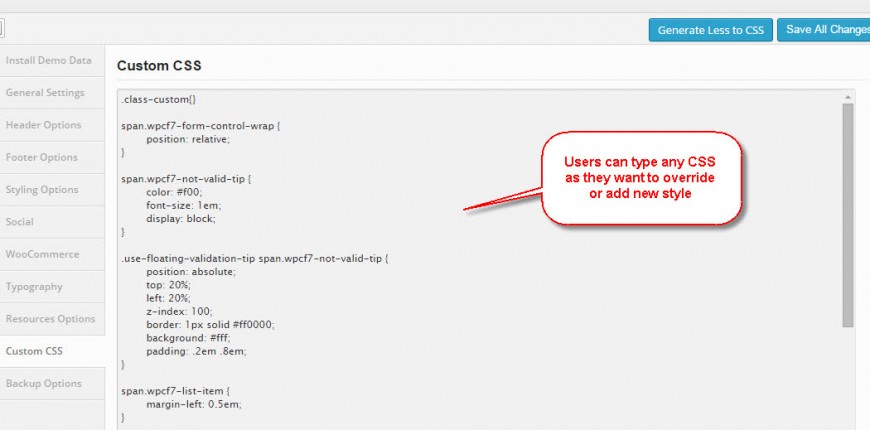 Generate Less to CSS
Save All Changes
Install Demo Data
General Settings
Header Options
Footer Options
Styling Options
Social
WooCommerce
Typography
Resources Options
Custom CSS
Backup Options
Custom CSS
.class-custom{}
span.wpcf7-form-control-wrap {
position: relative;
}
span.wpcf7-not-valid-tip {
color: #f00;
font-size: 1em;
display: block;
}
.use-floating-validation-tip span.wpcf7-not-valid-tip {
position: absolute;
top: 20%;
left: 20%;
z-index: 100;
border: 1px solid #ff0000;
background: #fff;
padding: .2em .8em;
}
span.wpcf7-list-item {
margin-left: 0.5em;
}
Users can type any CSS
as they want to override
or add new style